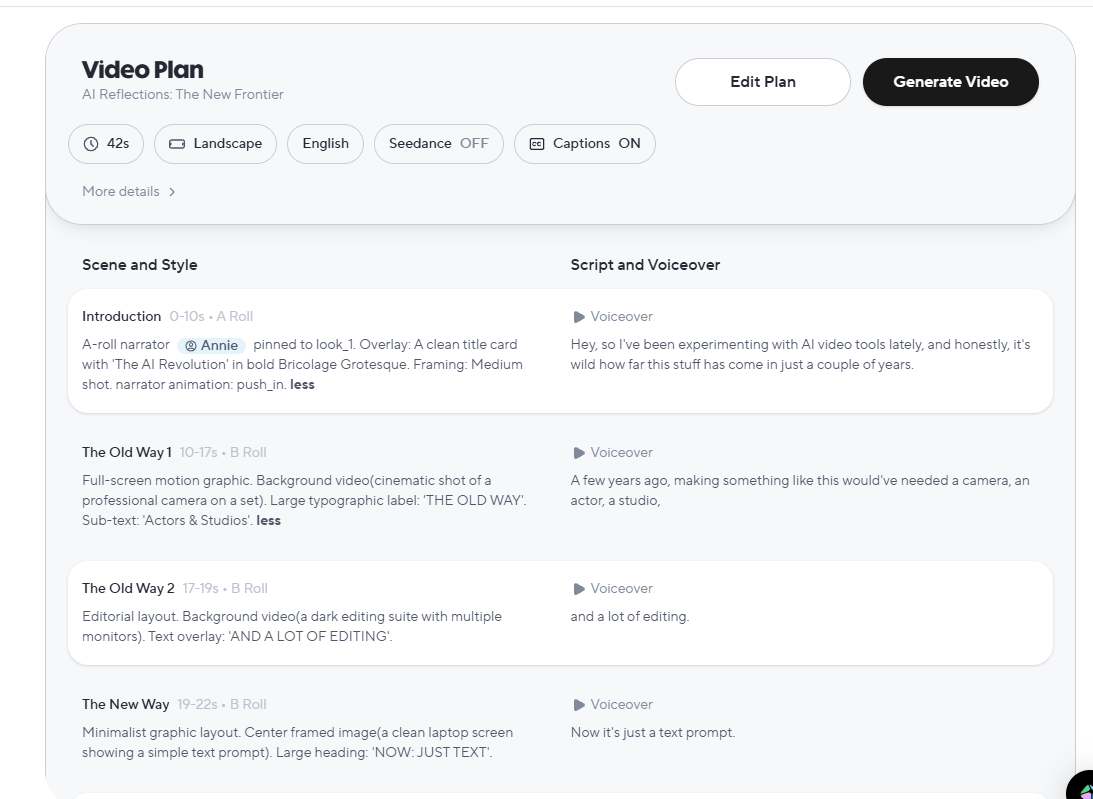 Video Plan
AI Reflections: The New Frontier
Edit Plan
Generate Video
42s
Landscape
English
Seedance OFF
Captions ON
More details
Scene and Style
Script and Voiceover
Introduction 0-10s • A Roll
A-roll narrator Annie pinned to look_1. Overlay: A clean title card
with 'The AI Revolution' in bold Bricolage Grotesque. Framing: Medium
shot. narrator animation: push_in. less
Voiceover
Hey, so I've been experimenting with AI video tools lately, and honestly, it's
wild how far this stuff has come in just a couple of years.
The Old Way 1 10-17s • B Roll
Full-screen motion graphic. Background video(cinematic shot of a
professional camera on a set). Large typographic label: 'THE OLD WAY'.
Sub-text: 'Actors & Studios'. less
Voiceover
A few years ago, making something like this would've needed a camera, an
actor, a studio,
The Old Way 2 17-19s • B Roll
Editorial layout. Background video(a dark editing suite with multiple
monitors). Text overlay: 'AND A LOT OF EDITING'.
Voiceover
and a lot of editing.
The New Way 19-22s • B Roll
Minimalist graphic layout. Center framed image(a clean laptop screen
showing a simple text prompt). Large heading: 'NOW: JUST TEXT'.
Voiceover
Now it's just a text prompt.